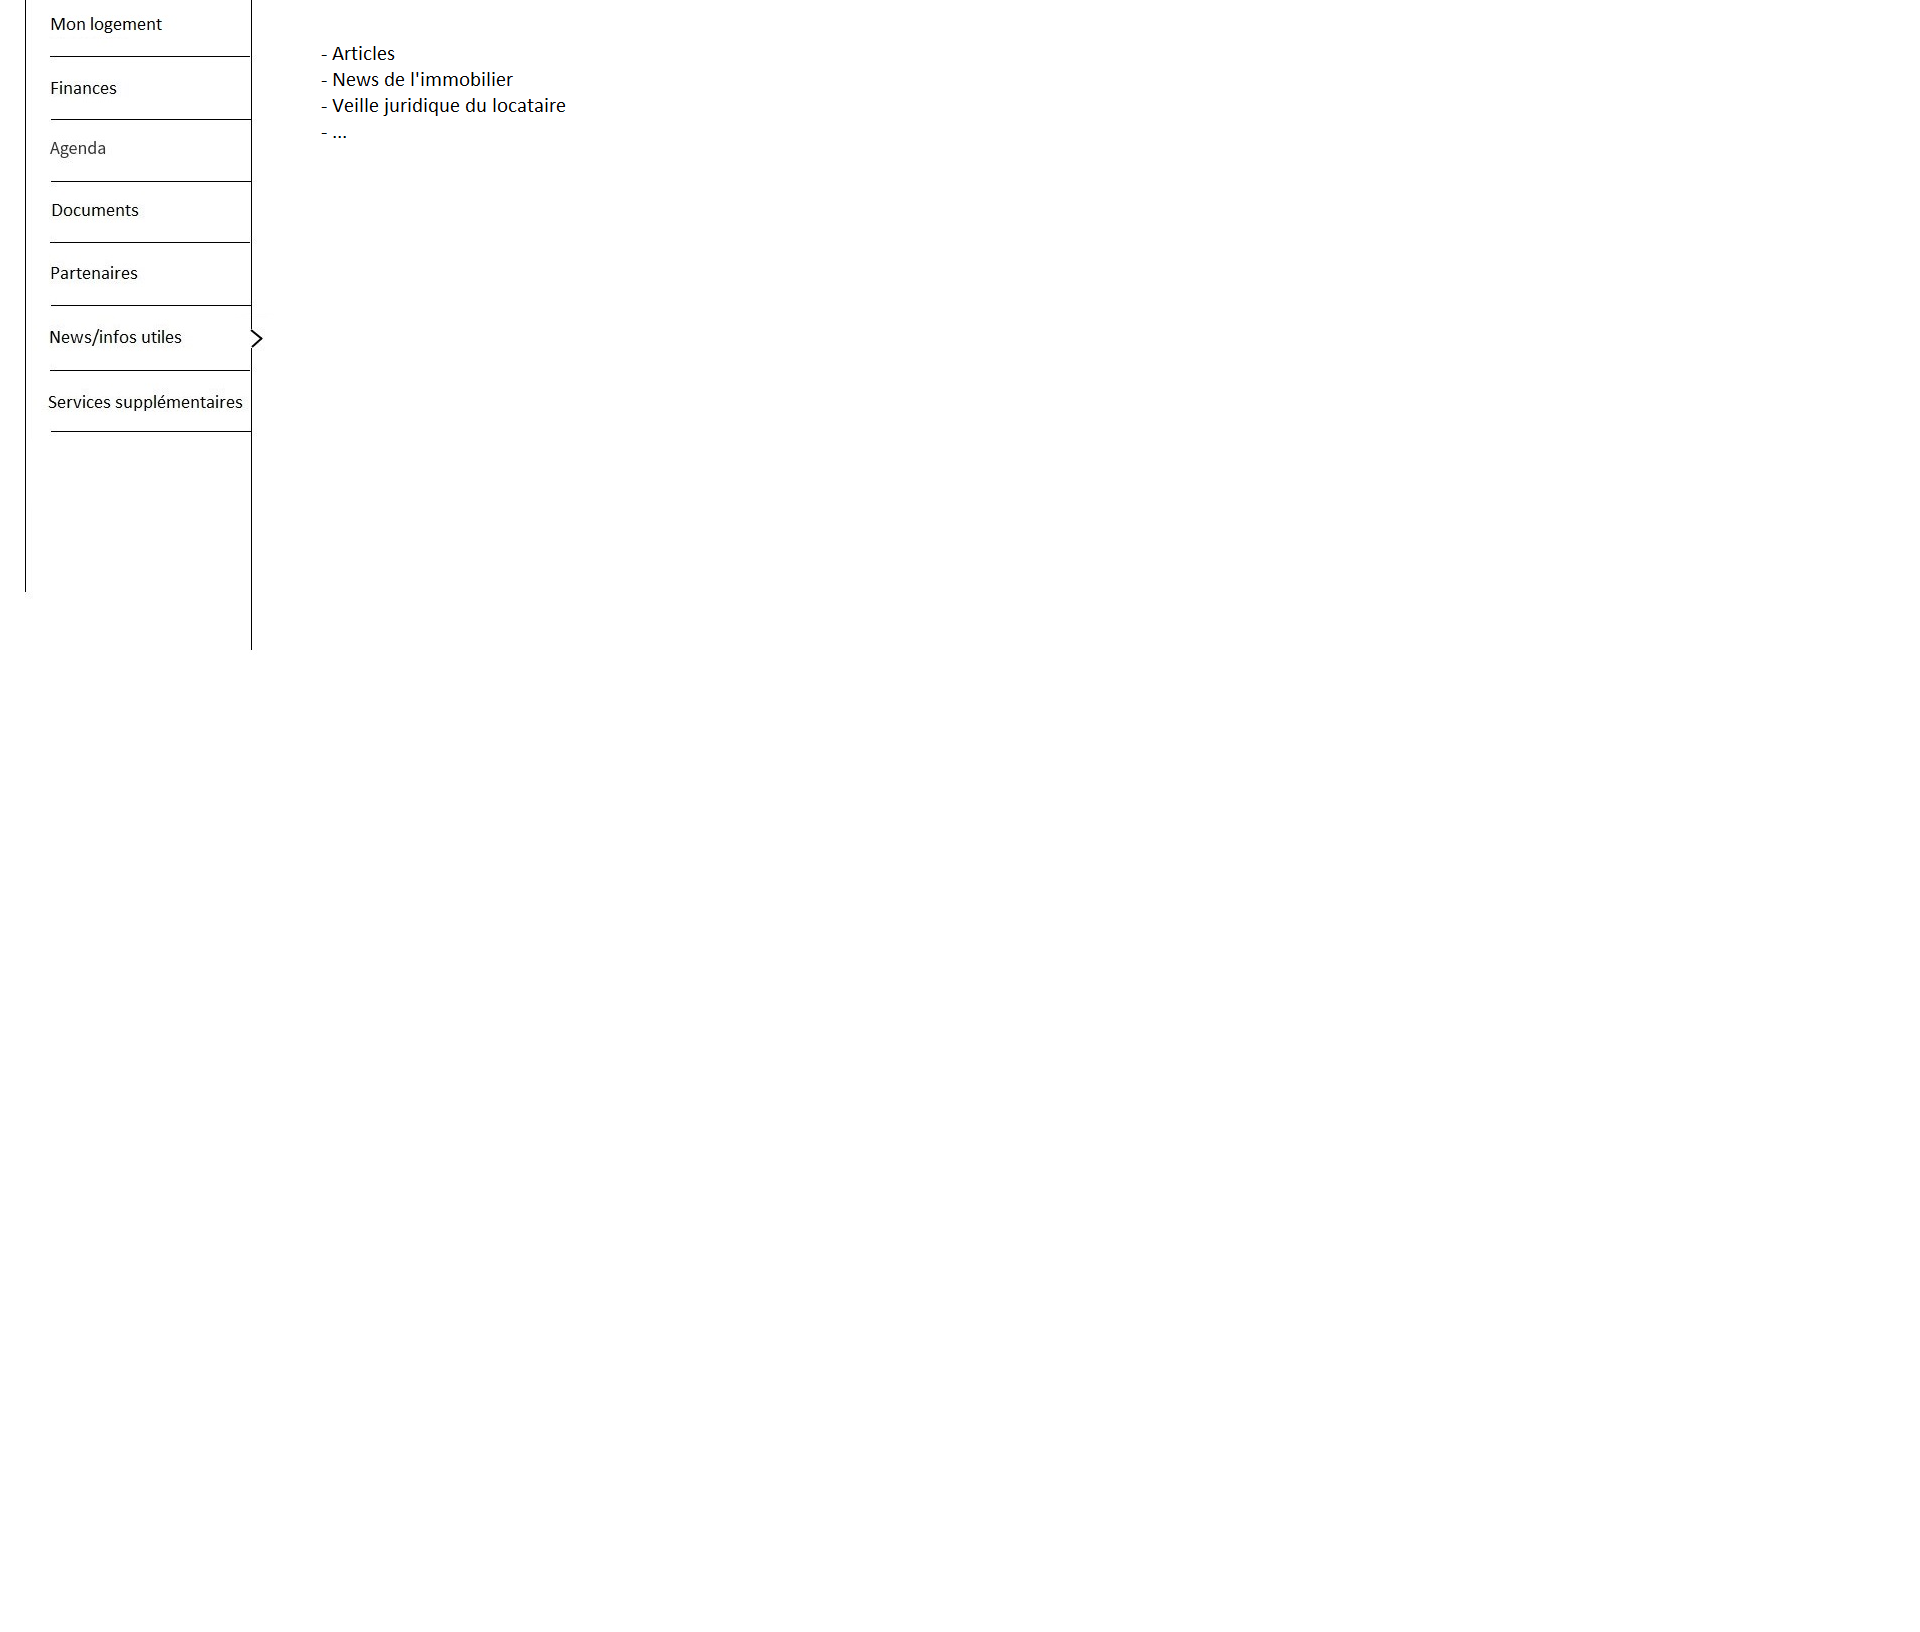 Mon logement
Finances
Agenda
Documents
Partenaires
News/infos utiles
Services supplémentaires
- Articles
- News de l'immobilier
- Veille juridique du locataire
- ...